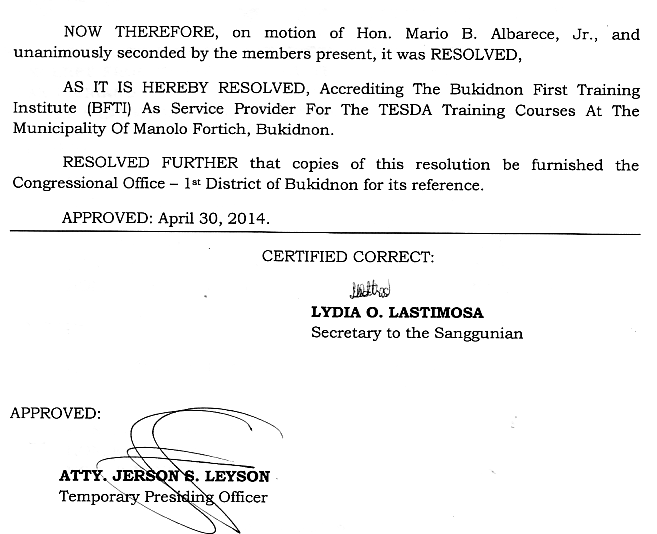 NOW THEREFORE, on motion of Hon. Mario B. Albarece, Jr., and
unanimously seconded by the members present, it was RESOLVED,
AS IT IS HEREBY RESOLVED, Accrediting The Bukidnon First Training
Institute (BFTI) As Service Provider For The TESDA Training Courses At The
Municipality Of Manolo Fortich, Bukidnon.
RESOLVED FURTHER that copies of this resolution be furnished the
Congressional Office – 1st District of Bukidnon for its reference.
APPROVED: April 30, 2014.
CERTIFIED CORRECT:
LYDIA O. LASTIMOSA
Secretary to the Sanggunian
APPROVED:
ATTY. JERSON S. LEYSON
Temporary Presiding Officer